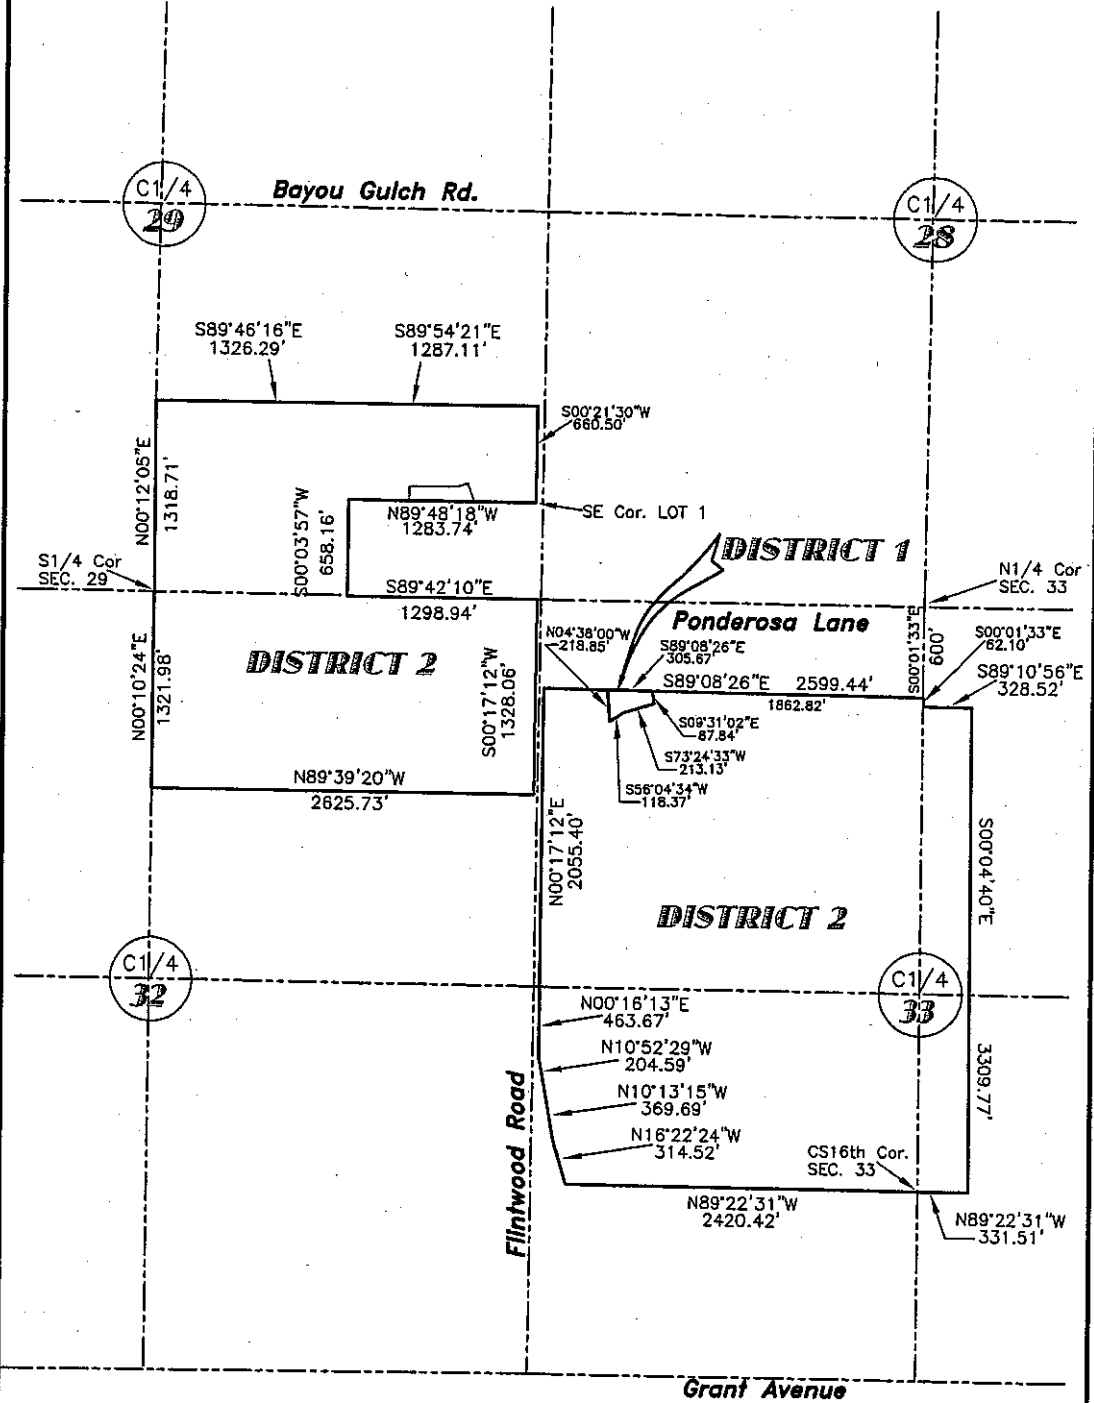 C1/4
29
Bayou Gulch Rd.
C1/4
28
S89°46'16"E
1326.29'
S89°54'21"E
1287.11'
S00°21'30"W
660.50'
N00°12'05"E
1318.71'
S00°03'57"W
658.16'
N89°48'18"W
1283.74'
SE Cor. LOT 1
DISTRICT 1
S1/4 Cor
SEC. 29
S89°42'10"E
1298.94'
N1/4 Cor
SEC. 33
Ponderosa Lane
N04°38'00"W
218.85'
S89°08'26"E
305.67'
S00°01'33"E
600'
S00°01'33"E
62.10'
DISTRICT 2
S89°08'26"E 2599.44'
1862.82'
S89°10'56"E
328.52'
N00°10'24"E
1321.98'
S00°17'12"W
1328.06'
S09°31'02"E
87.84'
S73°24'33"W
213.13'
S56°04'34"W
118.37'
N89°39'20"W
2625.73'
N00°17'12"E
2055.40'
S00°04'40"E
3309.77'
DISTRICT 2
C1/4
32
C1/4
33
N00°16'13"E
463.67'
N10°52'29"W
204.59'
N10°13'15"W
369.69'
N16°22'24"W
314.52'
Flintwood Road
CS16th Cor.
SEC. 33
N89°22'31"W
2420.42'
N89°22'31"W
331.51'
Grant Avenue